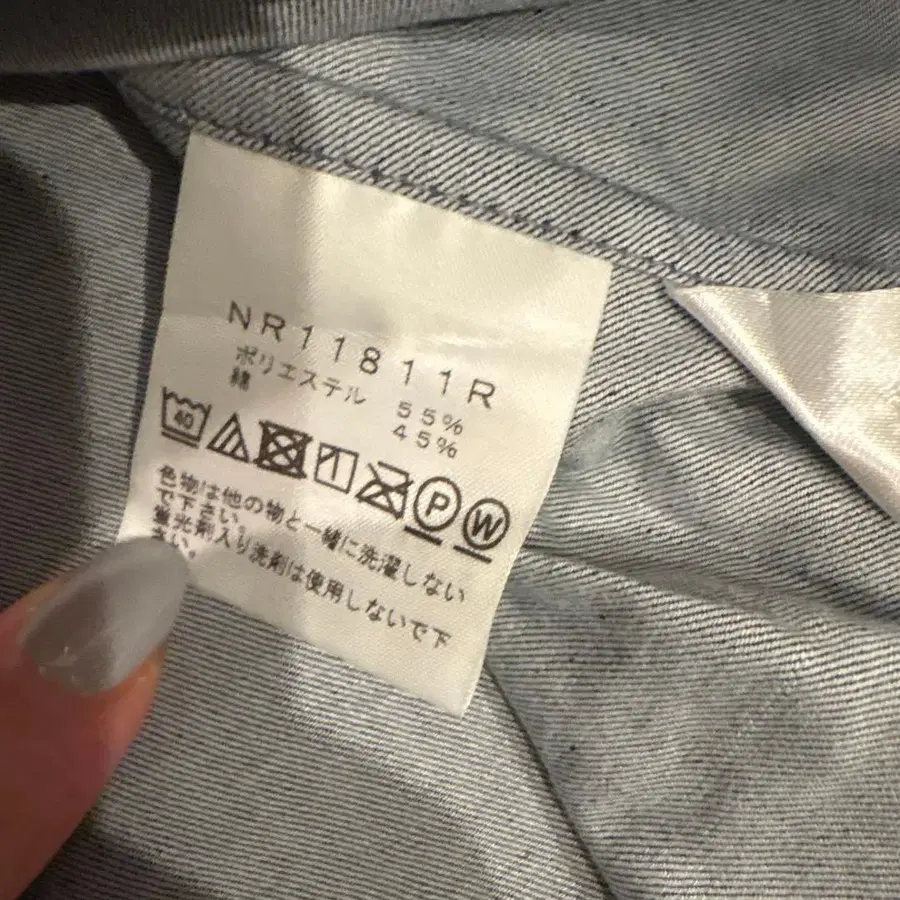 NR11811R
ポリエステル 55%
綿 45%
40
P W
色物は他の物と一緒に洗濯しない
で下さい。
蛍光剤入り洗剤は使用しないで下
さい。